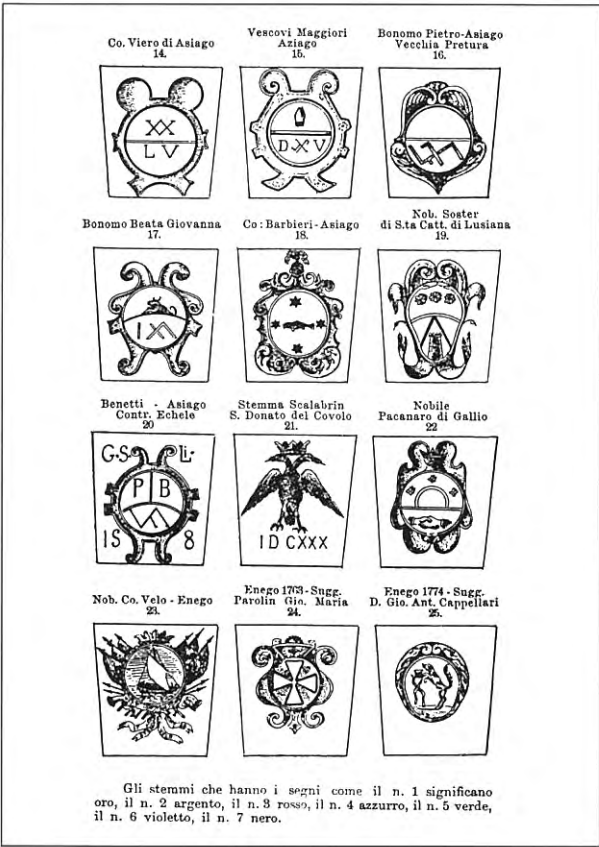 Co. Viero di Asiago
14.
Vescovi Maggiori
Aziago
15.
Bonomo Pietro-Asiago
Vecchia Pretura
16.
XX
LV
D X V
Bonomo Beata Giovanna
17.
Co: Barbieri-Asiago
18.
Nob. Soster
di S.ta Catt. di Lusiana
19.
Benetti - Asiago
Contr. Echele
20
Stemma Scalabrin
S. Donato del Covolo
21.
Nobile
Pacanaro di Gallio
22
G.S Li.
P B
IS 8
IDCXXX
Nob. Co. Velo - Enego
23.
Enego 1763-Sugg.
Parolin Gio. Maria
24.
Enego 1774 - Sugg.
D. Gio. Ant. Cappellari
25.
Gli stemmi che hanno i segni come il n. 1 significano
oro, il n. 2 argento, il n. 3 rosso, il n. 4 azzurro, il n. 5 verde,
il n. 6 violetto, il n. 7 nero.